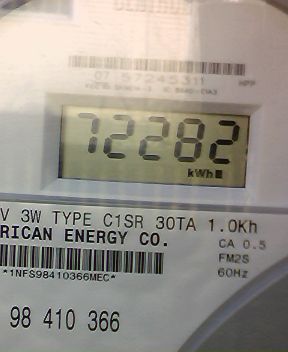 07 57245311
72282
kWh
V 3W TYPE C1SR 30TA 1.0Kh
RICAN ENERGY CO.
CA 0.5
FM2S
*1NFS98410366MEC*
60Hz
98 410 366